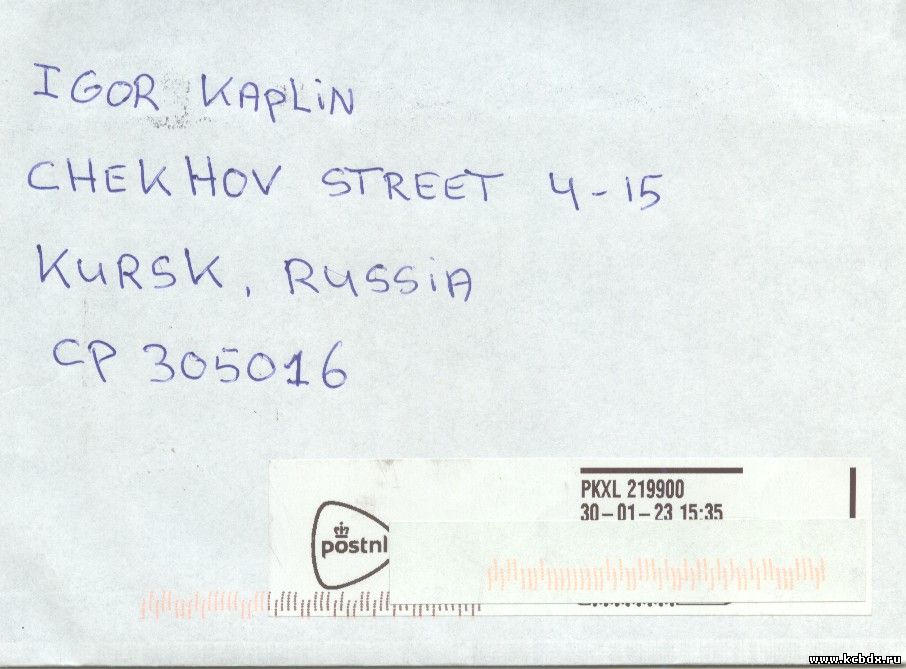 IGOR KAPLiN
CHEKHOV STREET 4-15
KURSK, RUSSiA
CP 305016
PKXL 219900
30-01-23 15:35
postnl
www.kcbdx.ru